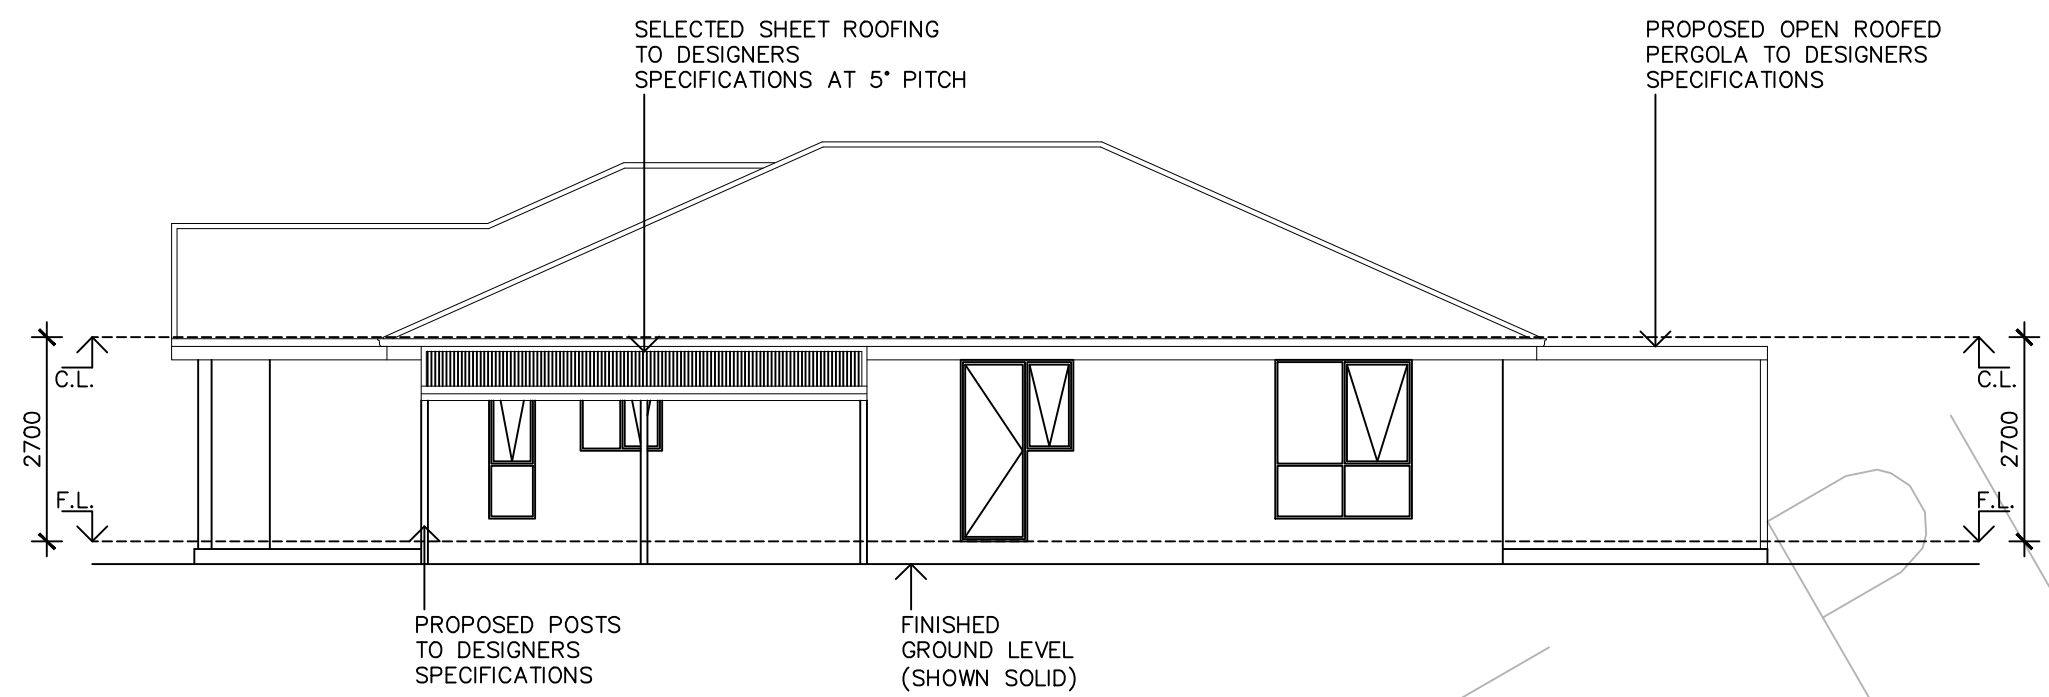 SELECTED SHEET ROOFING
TO DESIGNERS
SPECIFICATIONS AT 5° PITCH
PROPOSED OPEN ROOFED
PERGOLA TO DESIGNERS
SPECIFICATIONS
C.L.
2700
F.L.
C.L.
2700
F.L.
PROPOSED POSTS
TO DESIGNERS
SPECIFICATIONS
FINISHED
GROUND LEVEL
(SHOWN SOLID)